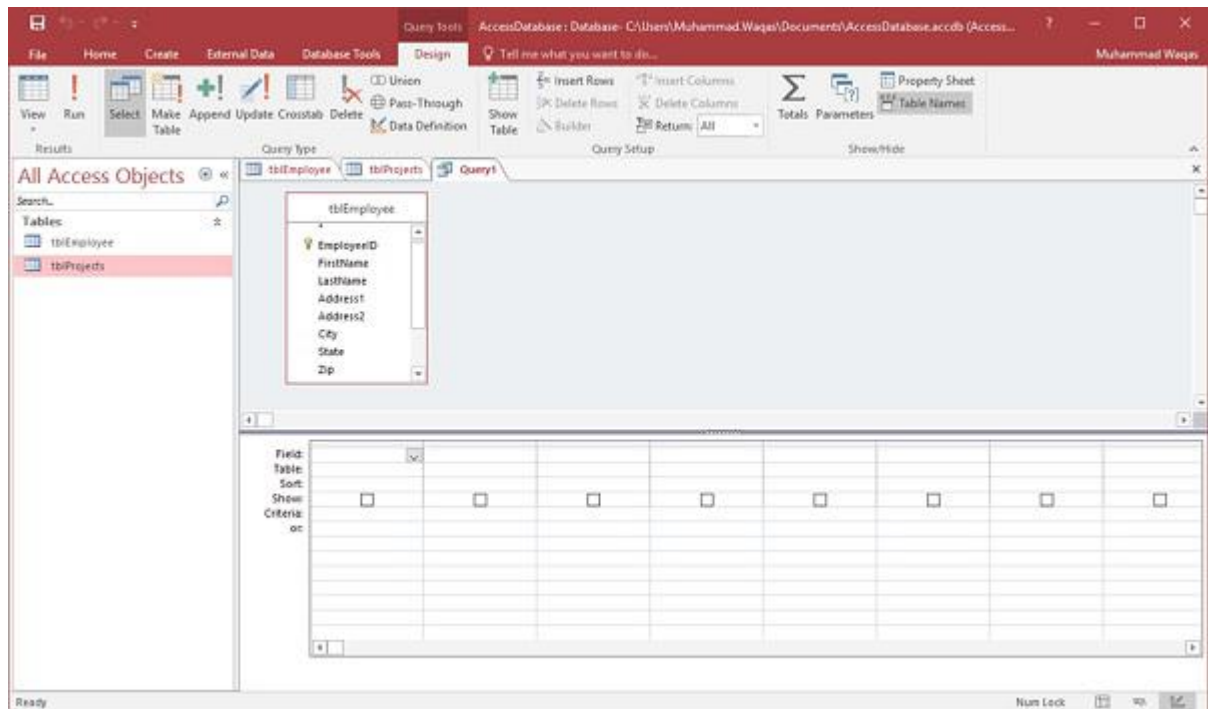 Query Tools AccessDatabase : Database- C:\Users\Muhammad.Waqas\Documents\AccessDatabase.accdb (Access... ?
File Home Create External Data Database Tools Design Tell me what you want to do... Muhammad Waqas
View Run Select Make Table Append Update Crosstab Delete Union Pass-Through Data Definition Show Table Insert Rows Delete Rows Builder Insert Columns Delete Columns Return: All Totals Parameters Property Sheet Table Names
Results Query Type Query Setup Show/Hide
All Access Objects
Search...
Tables
tblEmployee
tblProjects
tblEmployee tblProjects Query1
tblEmployee
*
EmployeeID
FirstName
LastName
Address1
Address2
City
State
Zip
Field:
Table:
Sort:
Show:
Criteria:
or:
Ready Num Lock SQL